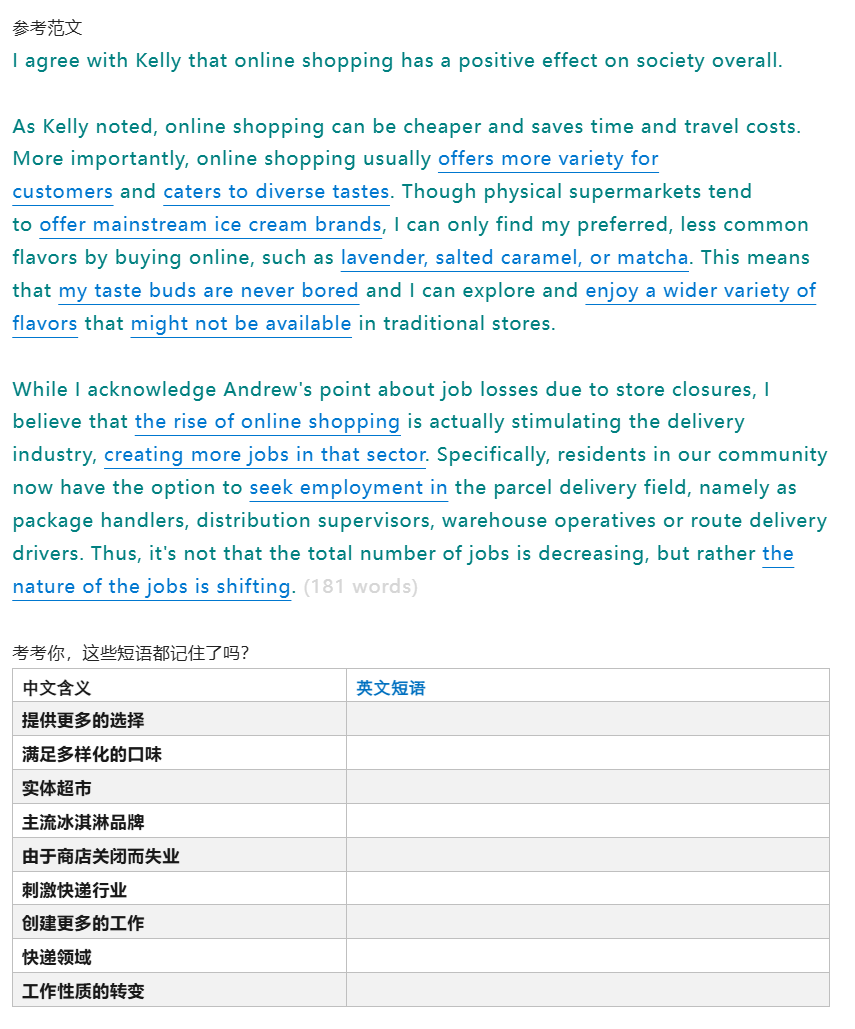 参考范文
I agree with Kelly that online shopping has a positive effect on society overall.
As Kelly noted, online shopping can be cheaper and saves time and travel costs.
More importantly, online shopping usually offers more variety for
customers and caters to diverse tastes. Though physical supermarkets tend
to offer mainstream ice cream brands, I can only find my preferred, less common
flavors by buying online, such as lavender, salted caramel, or matcha. This means
that my taste buds are never bored and I can explore and enjoy a wider variety of
flavors that might not be available in traditional stores.
While I acknowledge Andrew's point about job losses due to store closures, I
believe that the rise of online shopping is actually stimulating the delivery
industry, creating more jobs in that sector. Specifically, residents in our community
now have the option to seek employment in the parcel delivery field, namely as
package handlers, distribution supervisors, warehouse operatives or route delivery
drivers. Thus, it's not that the total number of jobs is decreasing, but rather the
nature of the jobs is shifting. (181 words)
考考你，这些短语都记住了吗？
中文含义 英文短语
提供更多的选择
满足多样化的口味
实体超市
主流冰淇淋品牌
由于商店关闭而失业
刺激快递行业
创建更多的工作
快递领域
工作性质的转变